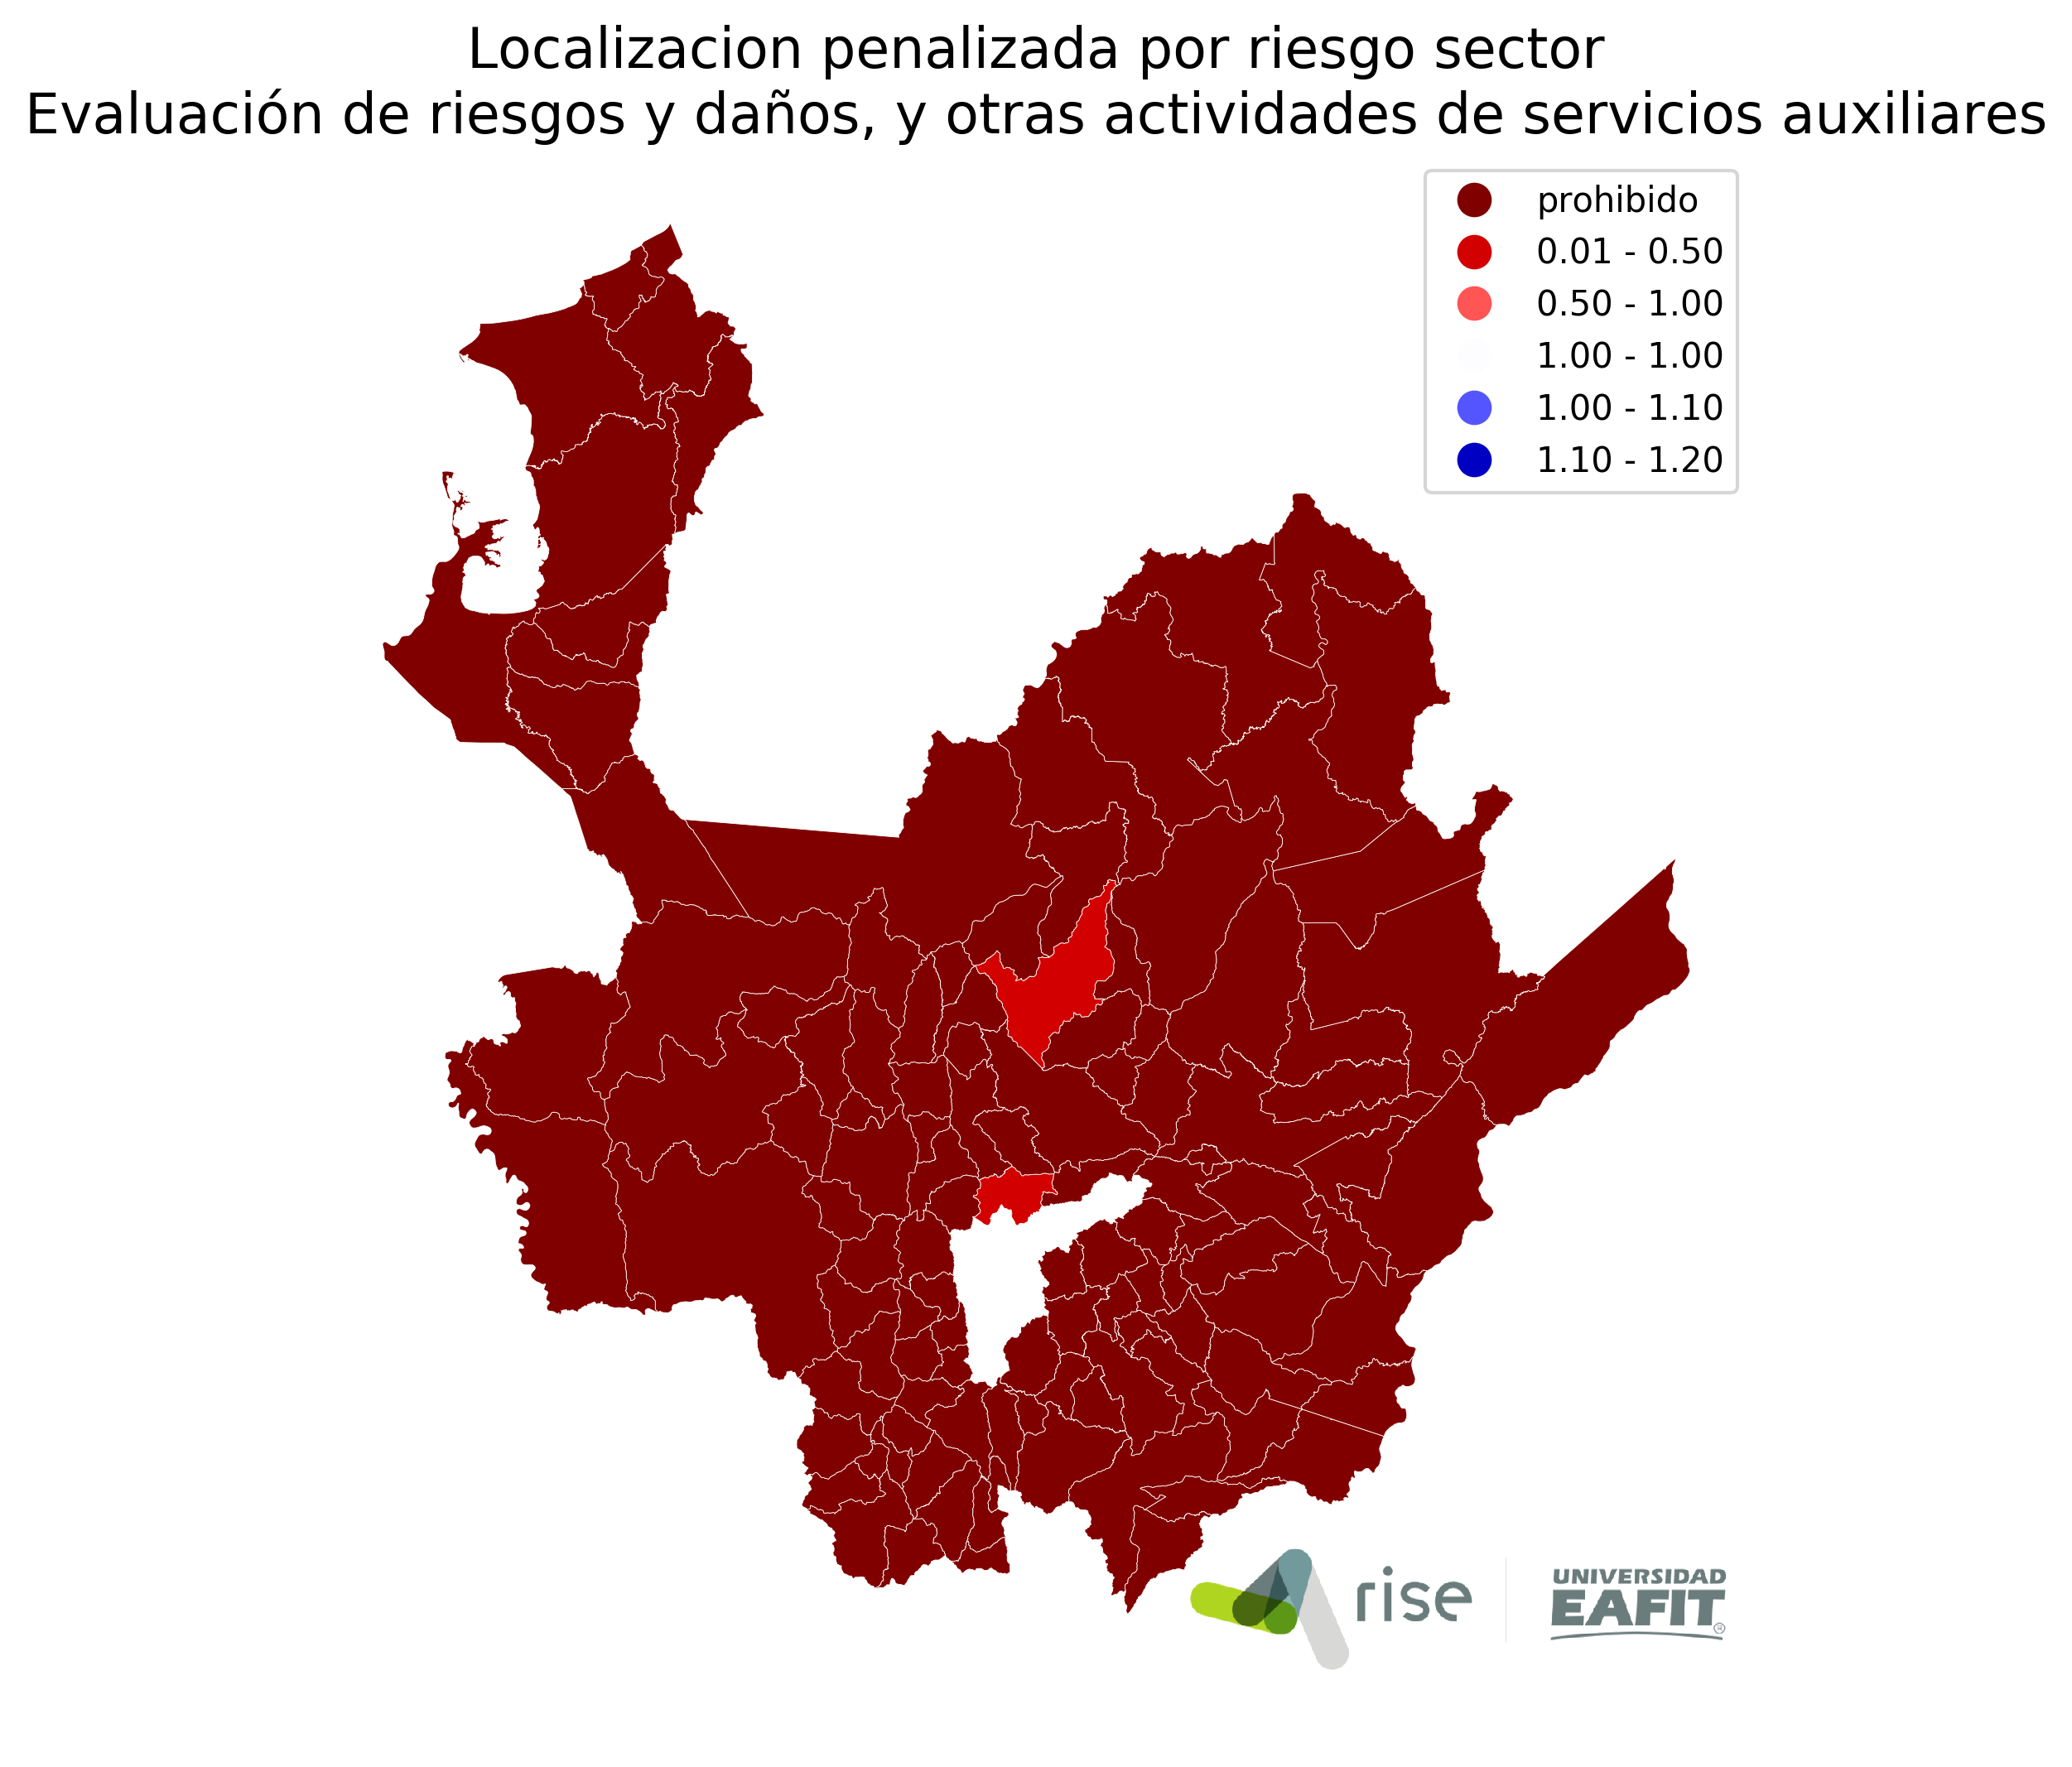 Localizacion penalizada por riesgo sector
Evaluación de riesgos y daños, y otras actividades de servicios auxiliares
prohibido
0.01 - 0.50
0.50 - 1.00
1.00 - 1.00
1.00 - 1.10
1.10 - 1.20
rise
UNIVERSIDAD
EAFIT